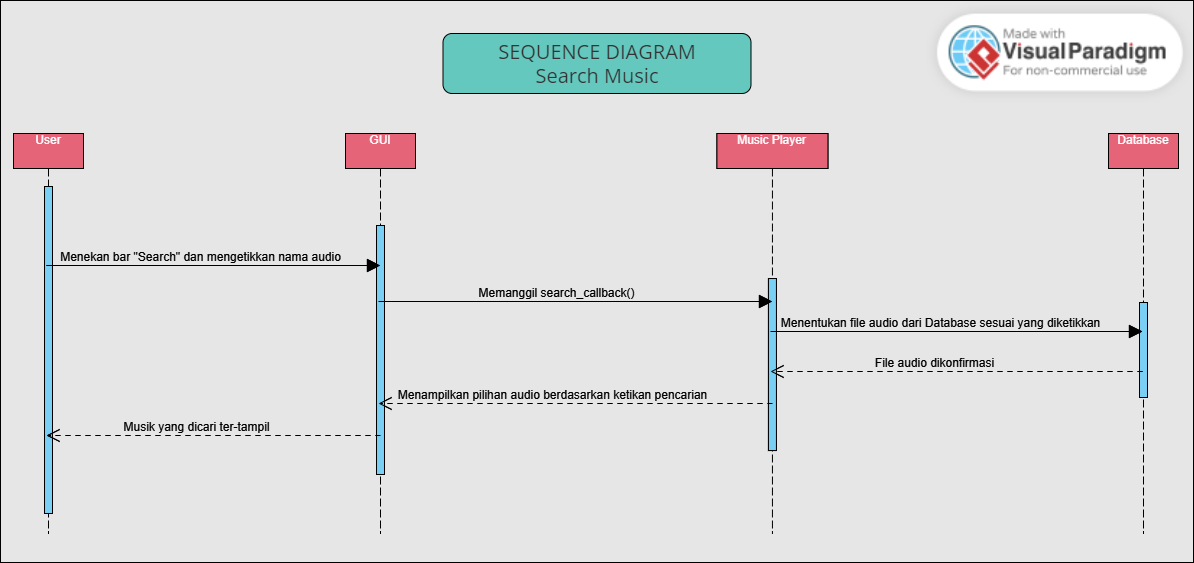 SEQUENCE DIAGRAM
Search Music
Made with
Visual Paradigm
For non-commercial use
User
GUI
Music Player
Database
Menekan bar "Search" dan mengetikkan nama audio
Memanggil search_callback()
Menentukan file audio dari Database sesuai yang diketikkan
File audio dikonfirmasi
Menampilkan pilihan audio berdasarkan ketikan pencarian
Musik yang dicari ter-tampil